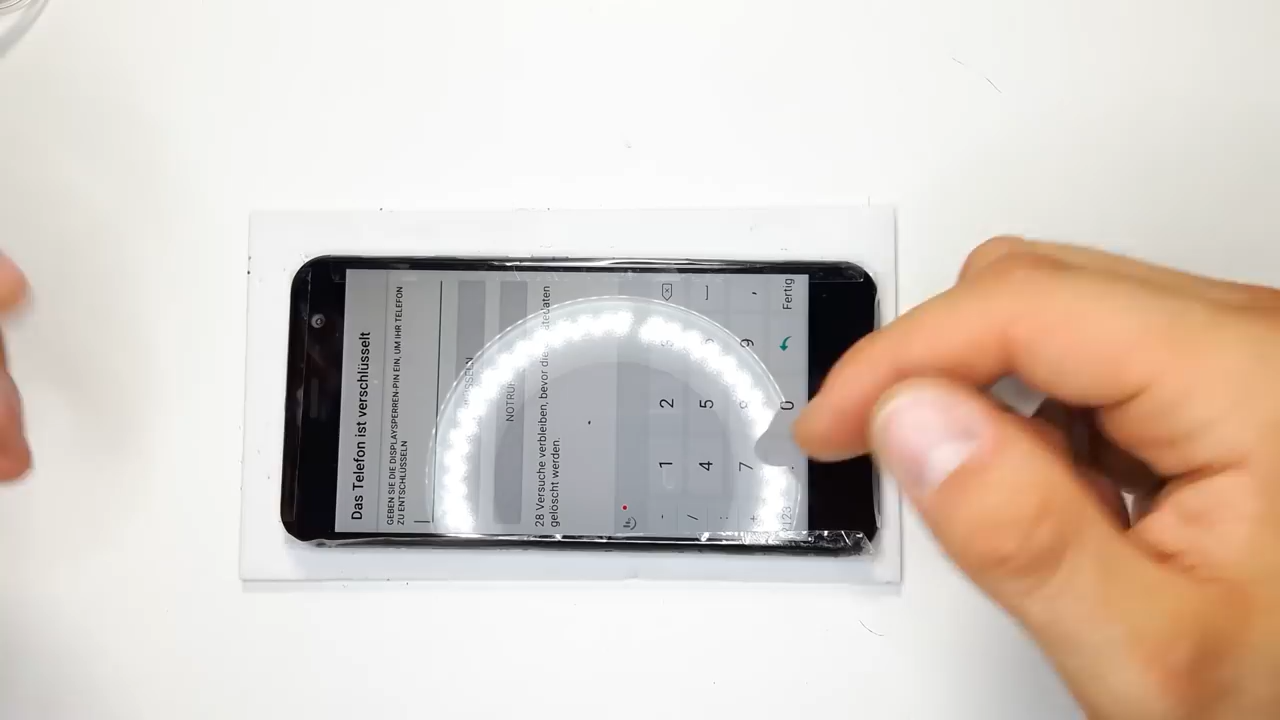 Das Telefon ist verschlüsselt
GEBEN SIE DIE DISPLAYSPERREN-PIN EIN, UM IHR TELEFON
ZU ENTSCHLÜSSELN
NOTRUF
28 Versuche verbleiben, bevor
gelöscht werden.
- 1 2
/ 4 5
: 7 9 ,
+ . 0
Fertig